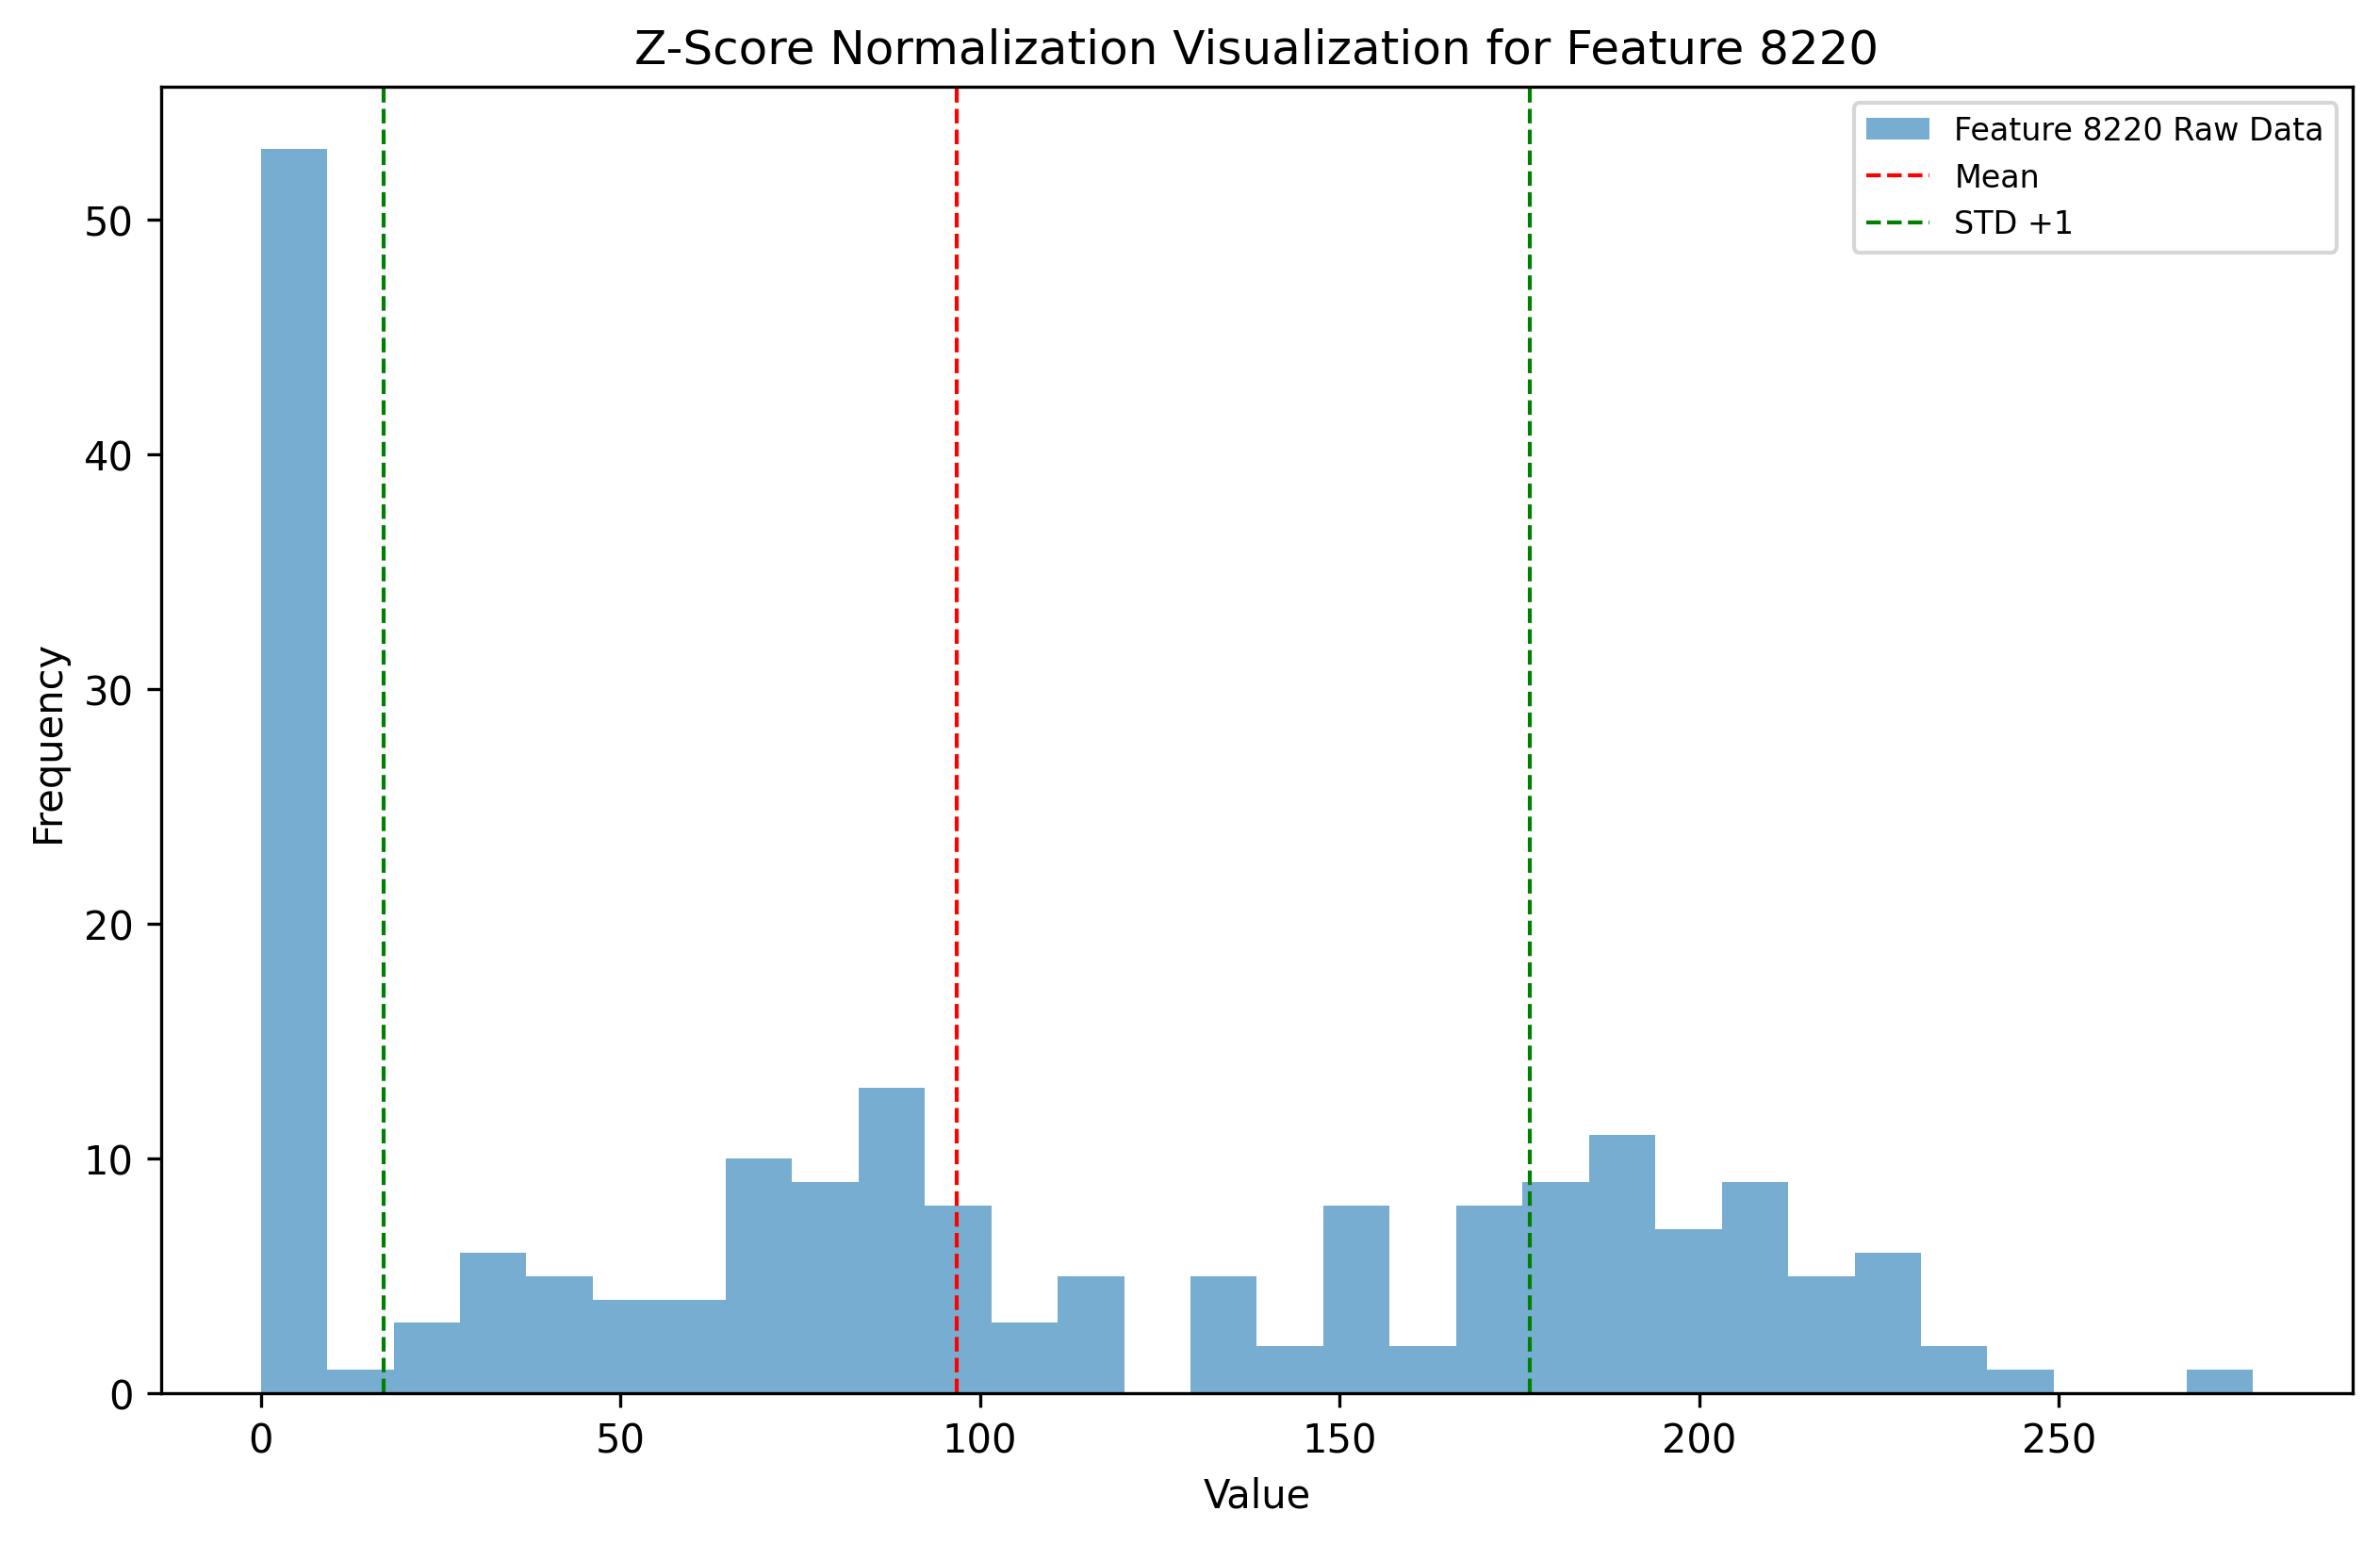 Z-Score Normalization Visualization for Feature 8220
Feature 8220 Raw Data
Mean
STD +1
50
40
30
20
10
0
Frequency
0 50 100 150 200 250
Value